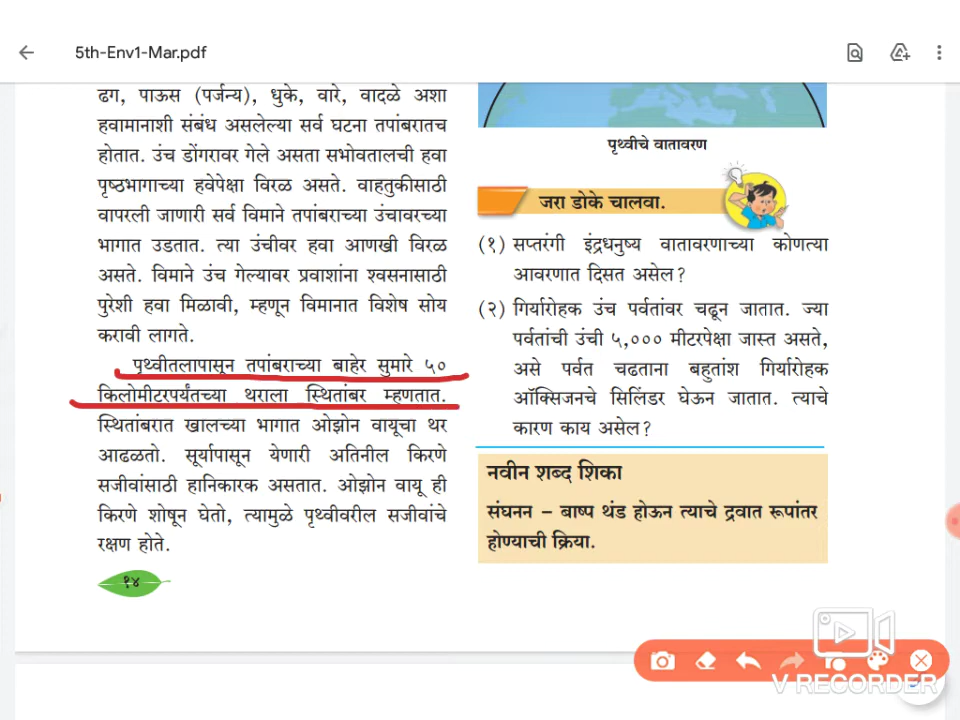 5th-Env1-Mar.pdf
ढग, पाऊस (पर्जन्य), धुके, वारे, वादळे अशा
हवामानाशी संबंध असलेल्या सर्व घटना तपांबरातच
होतात. उंच डोंगरावर गेले असता सभोवतालची हवा
पृष्ठभागाच्या हवेपेक्षा विरळ असते. वाहतुकीसाठी
वापरली जाणारी सर्व विमाने तपांबराच्या उंचावरच्या
भागात उडतात. त्या उंचीवर हवा आणखी विरळ
असते. विमाने उंच गेल्यावर प्रवाशांना श्वसनासाठी
पुरेशी हवा मिळावी, म्हणून विमानात विशेष सोय
करावी लागते.
पृथ्वीतलापासून तपांबराच्या बाहेर सुमारे ५०
किलोमीटरपर्यंतच्या थराला स्थितांबर म्हणतात.
स्थितांबरात खालच्या भागात ओझोन वायूचा थर
आढळतो. सूर्यापासून येणारी अतिनील किरणे
सजीवांसाठी हानिकारक असतात. ओझोन वायू ही
किरणे शोषून घेतो, त्यामुळे पृथ्वीवरील सजीवांचे
रक्षण होते.
१४
पृथ्वीचे वातावरण
जरा डोके चालवा.
(१) सप्तरंगी इंद्रधनुष्य वातावरणाच्या कोणत्या
आवरणात दिसत असेल?
(२) गिर्यारोहक उंच पर्वतांवर चढून जातात. ज्या
पर्वतांची उंची ५,००० मीटरपेक्षा जास्त असते,
असे पर्वत चढताना बहुतांश गिर्यारोहक
ऑक्सिजनचे सिलिंडर घेऊन जातात. त्याचे
कारण काय असेल?
नवीन शब्द शिका
संघनन – बाष्प थंड होऊन त्याचे द्रवात रूपांतर
होण्याची क्रिया.
V RECORDER